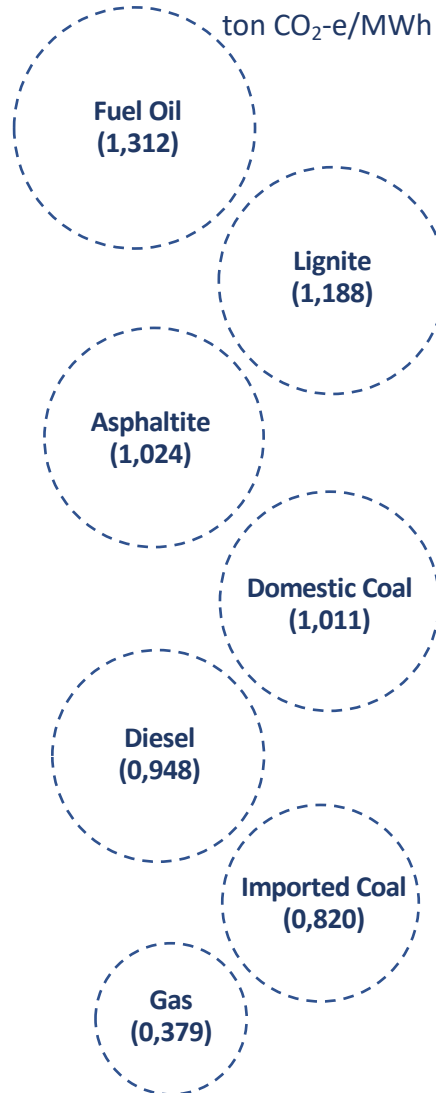 ton CO₂-e/MWh
Fuel Oil
(1,312)
Lignite
(1,188)
Asphaltite
(1,024)
Domestic Coal
(1,011)
Diesel
(0,948)
Imported Coal
(0,820)
Gas
(0,379)